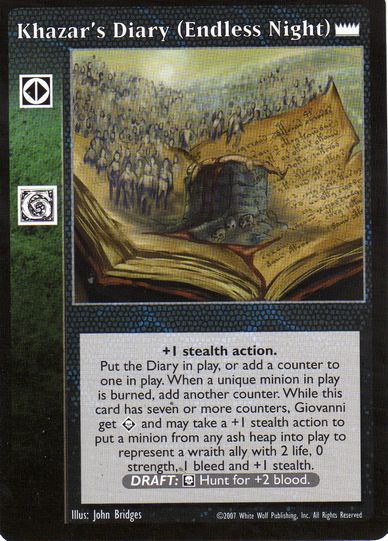 Khazar's Diary (Endless Night)
+1 stealth action.
Put the Diary in play, or add a counter to
one in play. When a unique minion in play
is burned, add another counter. While this
card has seven or more counters, Giovanni
get and may take a +1 stealth action to
put a minion from any ash heap into play to
represent a wraith ally with 2 life, 0
strength, 1 bleed and +1 stealth.
DRAFT: Hunt for +2 blood.
Illus: John Bridges
©2007 White Wolf Publishing, Inc. All Rights Reserved